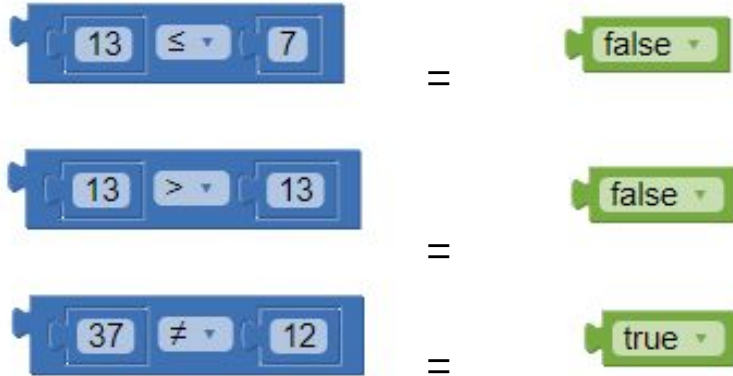 13 ≤ 7 = false
13 > 13 = false
37 ≠ 12 = true